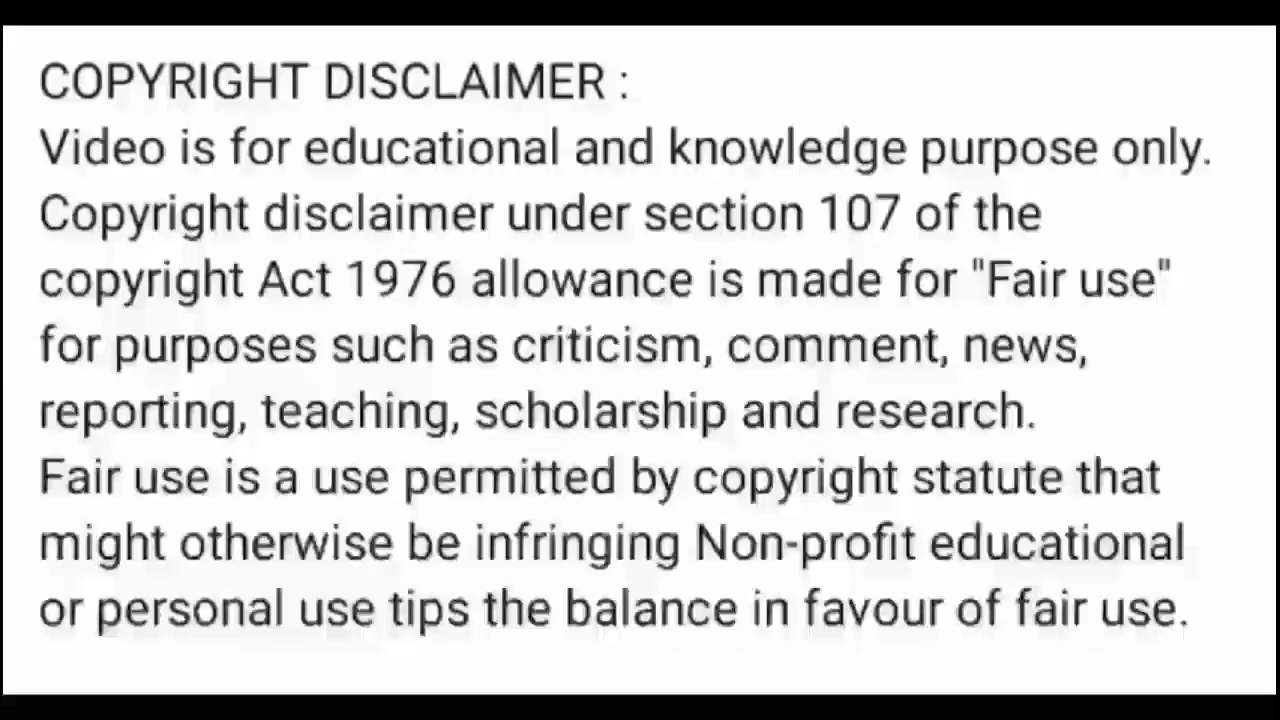 COPYRIGHT DISCLAIMER :
Video is for educational and knowledge purpose only.
Copyright disclaimer under section 107 of the
copyright Act 1976 allowance is made for "Fair use"
for purposes such as criticism, comment, news,
reporting, teaching, scholarship and research.
Fair use is a use permitted by copyright statute that
might otherwise be infringing Non-profit educational
or personal use tips the balance in favour of fair use.